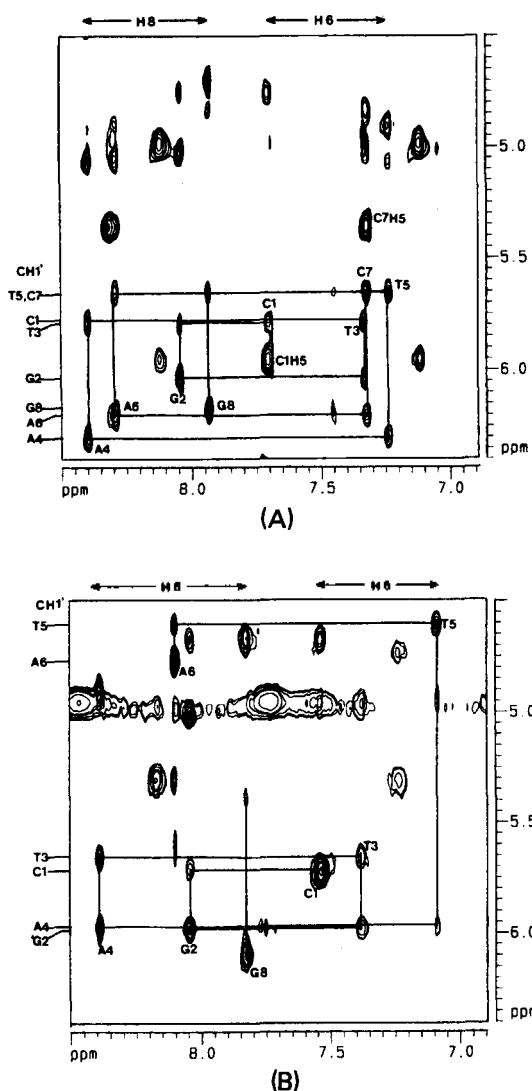 H8 H6
5.0
C7H5
5.5
CH1'
T5,C7 C7 T5
C1 C1
T3 T3
C1H5 6.0
G2 G2
G8 G8
A6 A6
A4 A4
ppm 8.0 7.5 ppm
(A)
H6 H6
CH1'
T5 T5
A6 A6
5.0
5.5
T3 T3
C1 C1
A4 A4 G2 6.0
G2 G8
ppm 8.0 7.5 7.0 ppm
(B)